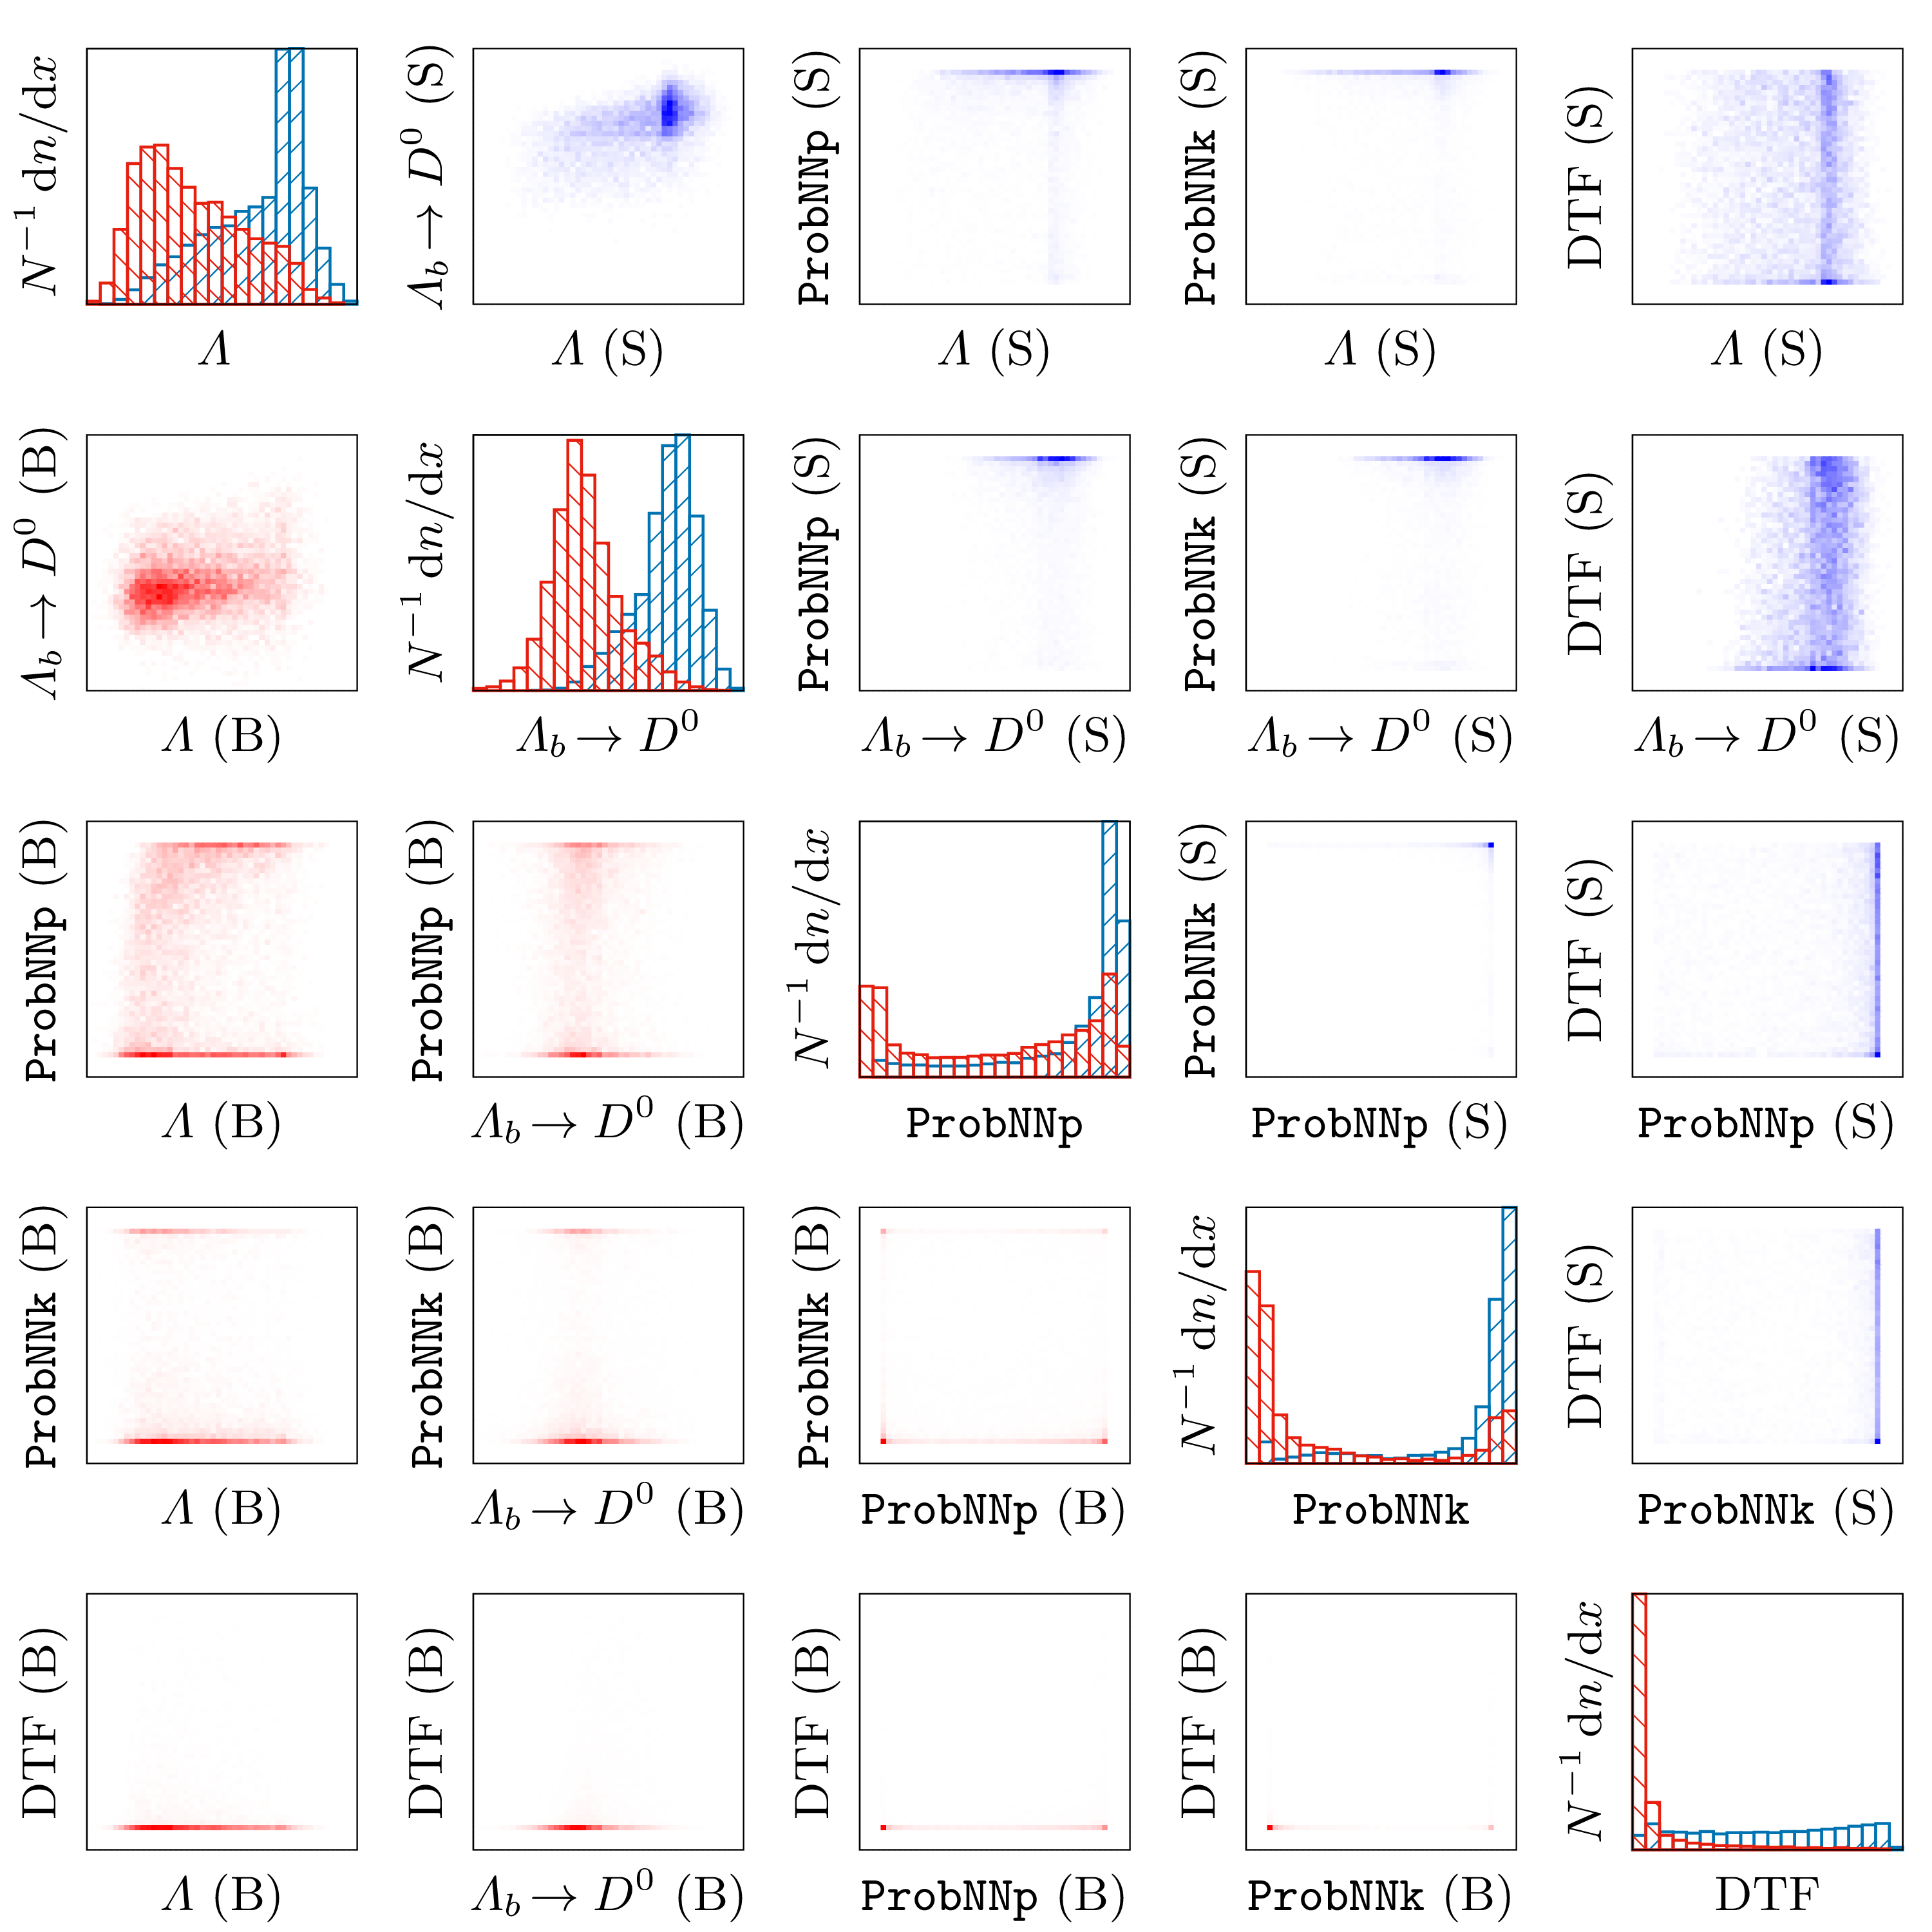 N⁻¹ dn/dx
Λ
Λb → D⁰ (S)
Λ (S)
ProbNNp (S)
Λ (S)
ProbNNk (S)
Λ (S)
DTF (S)
Λ (S)
Λb → D⁰ (B)
Λ (B)
N⁻¹ dn/dx
Λb → D⁰
ProbNNp (S)
Λb → D⁰ (S)
ProbNNk (S)
Λb → D⁰ (S)
DTF (S)
Λb → D⁰ (S)
ProbNNp (B)
Λ (B)
ProbNNp (B)
Λb → D⁰ (B)
N⁻¹ dn/dx
ProbNNp
ProbNNk (S)
ProbNNp (S)
DTF (S)
ProbNNp (S)
ProbNNk (B)
Λ (B)
ProbNNk (B)
Λb → D⁰ (B)
ProbNNk (B)
ProbNNp (B)
N⁻¹ dn/dx
ProbNNk
DTF (S)
ProbNNk (S)
DTF (B)
Λ (B)
DTF (B)
Λb → D⁰ (B)
DTF (B)
ProbNNp (B)
DTF (B)
ProbNNk (B)
N⁻¹ dn/dx
DTF